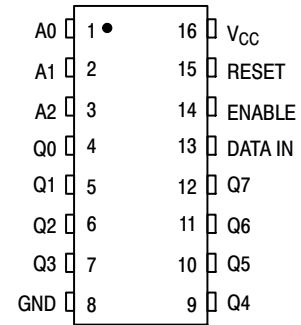 A0 1 16 VCC
A1 2 15 RESET
A2 3 14 ENABLE
Q0 4 13 DATA IN
Q1 5 12 Q7
Q2 6 11 Q6
Q3 7 10 Q5
GND 8 9 Q4